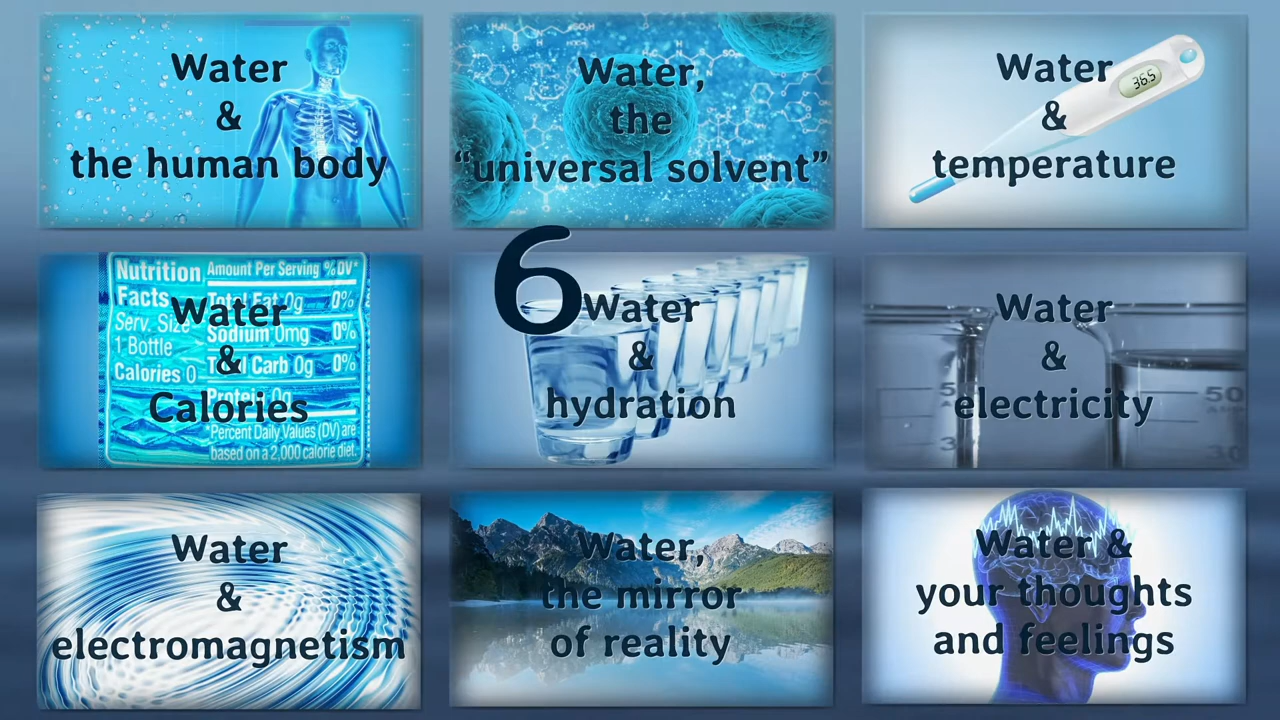 Water
&
the human body
Water,
the
“universal solvent”
Water
&
temperature
36.5
Nutrition
Facts
Serv. Size
1 Bottle
Calories 0
Amount Per Serving %DV*
Total Fat 0g 0%
Sodium 0mg 0%
Total Carb 0g 0%
Protein 0g
*Percent Daily Values (DV) are
based on a 2,000 calorie diet.
Water
&
Calories
6
Water
&
hydration
Water
&
electricity
50
Water
&
electromagnetism
Water,
the mirror
of reality
Water &
your thoughts
and feelings